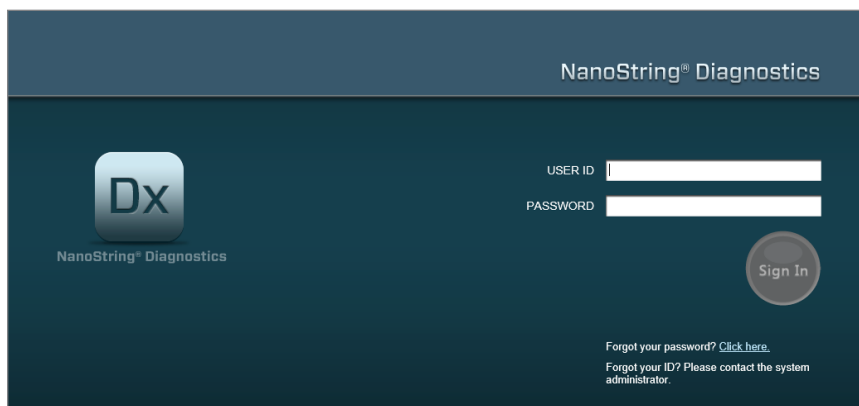 NanoString® Diagnostics
Dx
NanoString® Diagnostics
USER ID
PASSWORD
Sign In
Forgot your password? Click here.
Forgot your ID? Please contact the system
administrator.